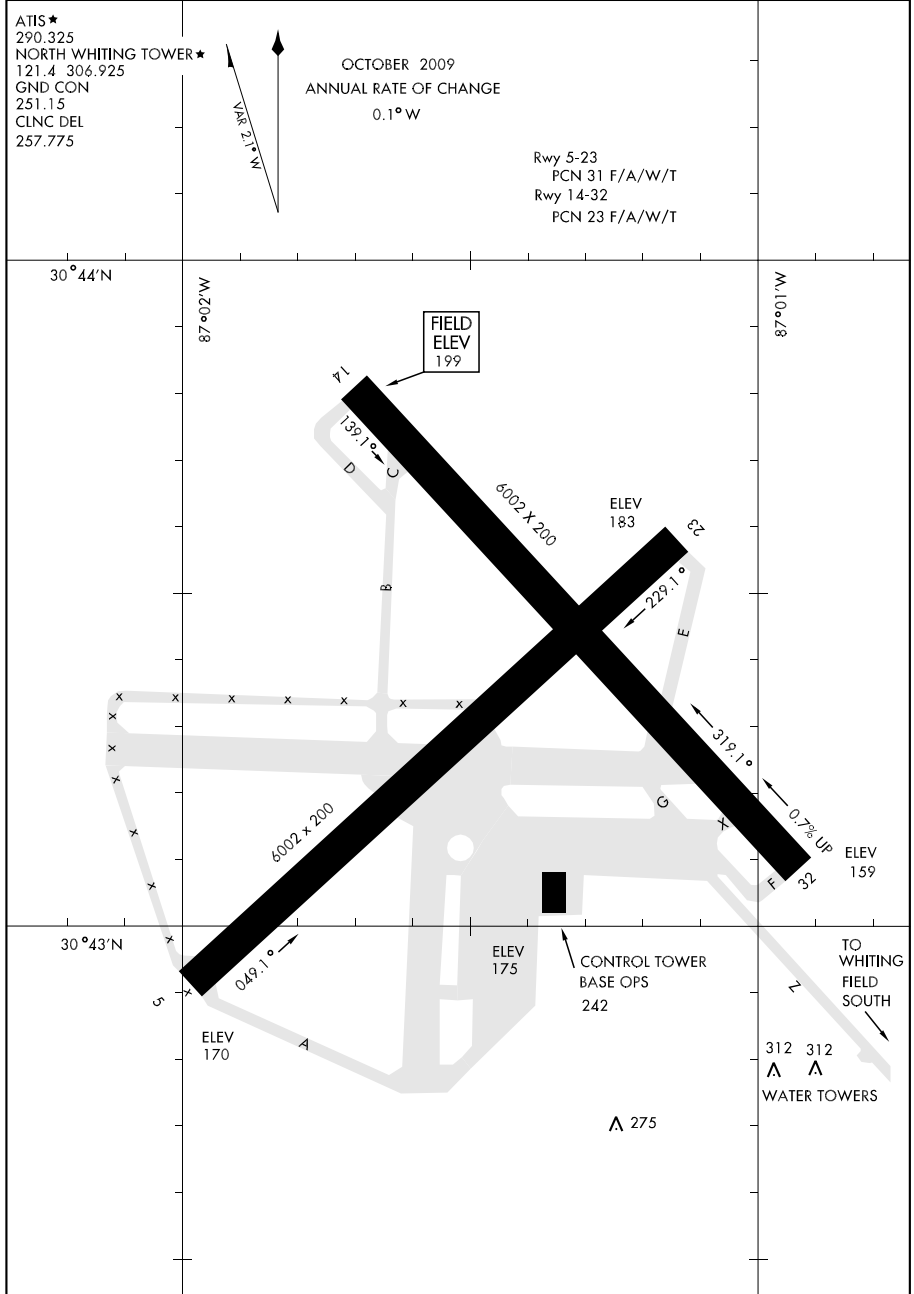 ATIS★
290.325
NORTH WHITING TOWER★
121.4 306.925
GND CON
251.15
CLNC DEL
257.775
VAR 2.1° W
OCTOBER 2009
ANNUAL RATE OF CHANGE
0.1° W
Rwy 5-23
PCN 31 F/A/W/T
Rwy 14-32
PCN 23 F/A/W/T
30°44'N
87°02'W
87°01'W
FIELD
ELEV
199
14
139.1°
D
C
6002 X 200
ELEV
183
23
229.1°
B
E
x x x x x x x
x
x
x
x
x
x
x
319.1°
G
X
0.7% UP
ELEV
159
F
32
6002 x 200
30°43'N
049.1°
5
x
A
ELEV
170
ELEV
175
CONTROL TOWER
BASE OPS
242
TO
WHITING
FIELD
SOUTH
Z
312 312
WATER TOWERS
275